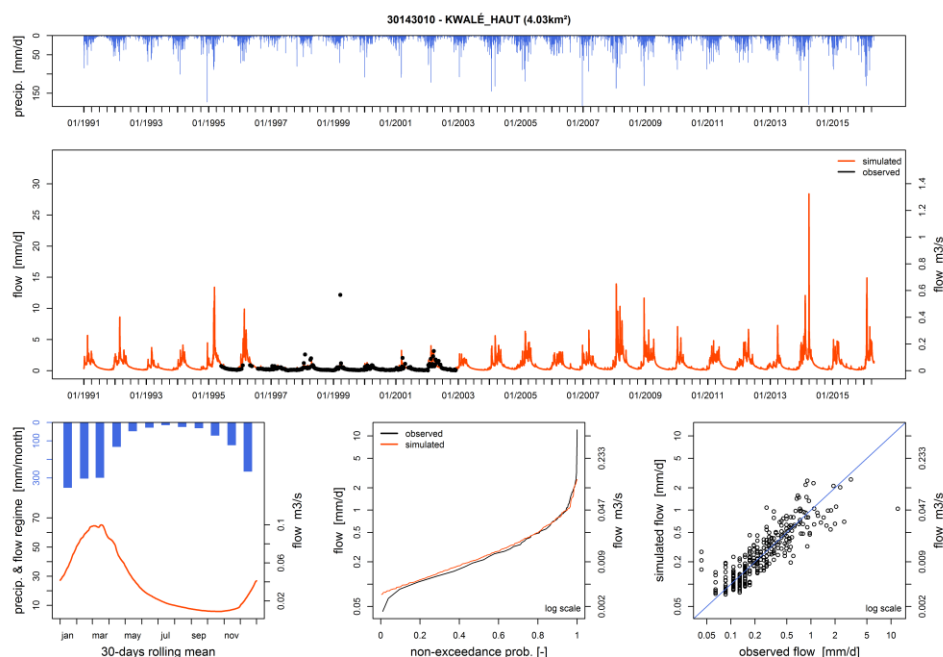 30143010 - KWALÉ_HAUT (4.03km²)
precip. [mm/d]
0
50
150
01/1991 01/1993 01/1995 01/1997 01/1999 01/2001 01/2003 01/2005 01/2007 01/2009 01/2011 01/2013 01/2015
flow [mm/d]
30
25
20
15
10
5
0
simulated
observed
1.4
1.2
1
0.8
0.6
0.4
0.2
0
flow m3/s
01/1991 01/1993 01/1995 01/1997 01/1999 01/2001 01/2003 01/2005 01/2007 01/2009 01/2011 01/2013 01/2015
precip. & flow regime [mm/month]
0
100
300
70
50
30
10
0.1
0.06
0.02
flow m3/s
jan mar may jul sep nov
30-days rolling mean
flow [mm/d]
10
5
2
1
0.5
0.2
0.05
observed
simulated
0.233
0.047
0.009
0.002
flow m3/s
log scale
0 0.2 0.4 0.6 0.8 1
non-exceedance prob. [-]
simulated flow [mm/d]
10
5
2
1
0.5
0.2
0.05
0.233
0.047
0.009
0.002
flow m3/s
log scale
0.05 0.1 0.2 0.5 1 2 5 10
observed flow [mm/d]